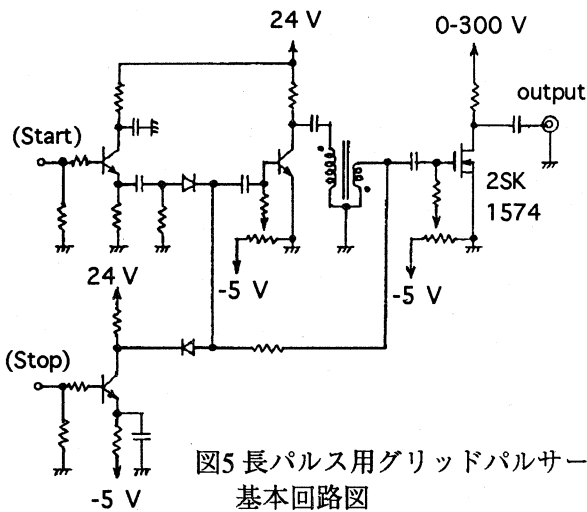 24 V
0-300 V
output
(Start)
2SK
1574
-5 V
-5 V
24 V
(Stop)
-5 V
図5 長パルス用グリッドパルサー
基本回路図